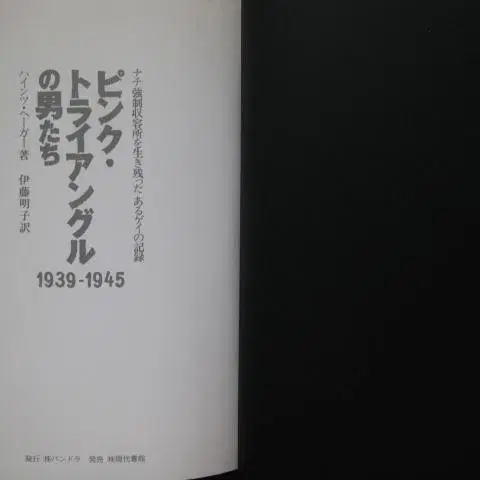 ナチ強制収容所を生き残った あるゲイの記録
ピンク・
トライアングル
の男たち
1939-1945
ハインツ・ヘーガー著 伊藤明子訳
発行 ㈱パンドラ 発売 ㈱現代書館